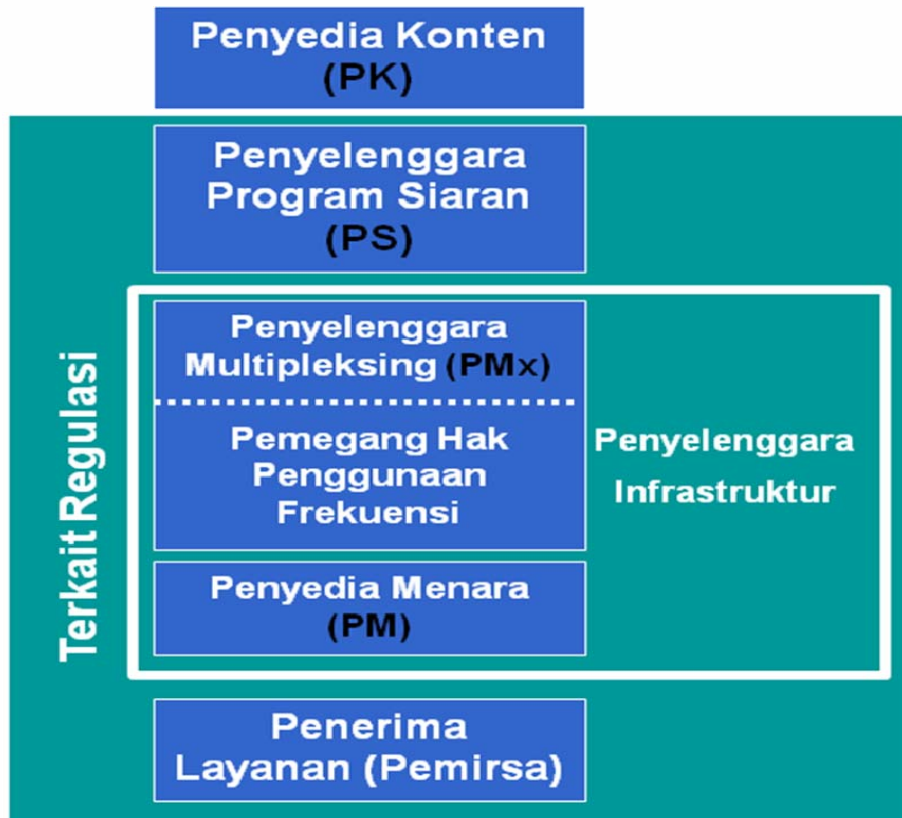 Penyedia Konten
(PK)
Penyelenggara
Program Siaran
(PS)
Terkait Regulasi
Penyelenggara
Multipleksing (PMx)
Pemegang Hak
Penggunaan
Frekuensi
Penyelenggara
Infrastruktur
Penyedia Menara
(PM)
Penerima
Layanan (Pemirsa)